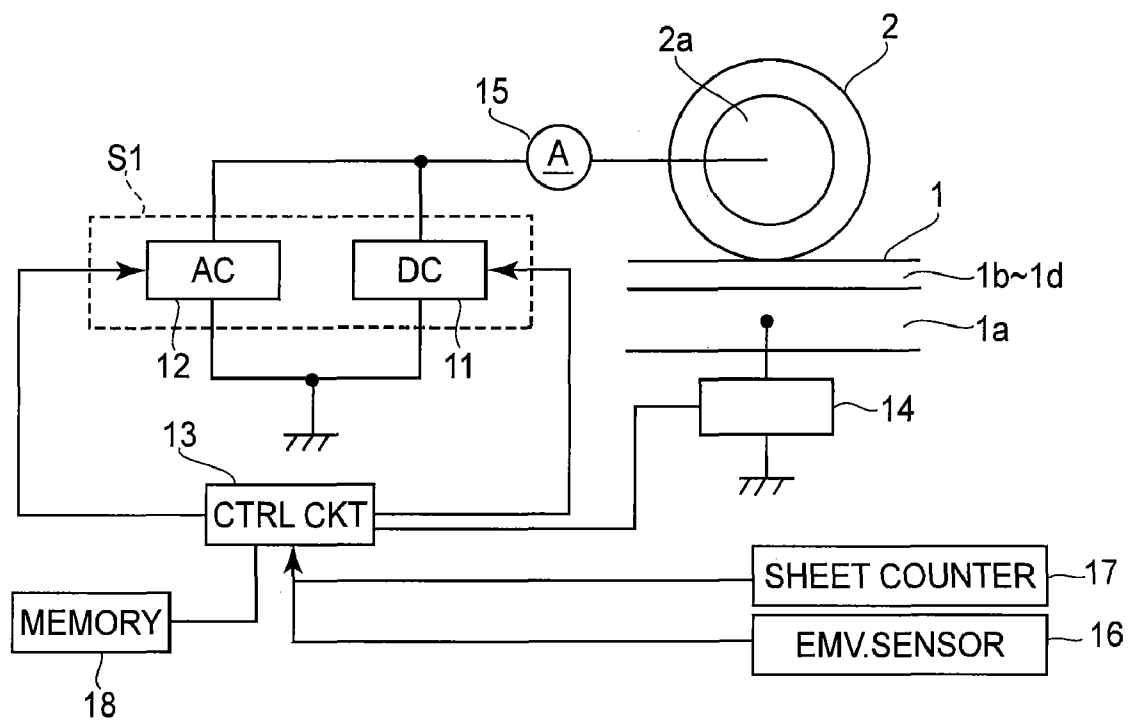 2
2a
15
A
S1
1
AC
DC
1b~1d
1a
12
11
14
13
CTRL CKT
SHEET COUNTER
17
MEMORY
EMV.SENSOR
16
18